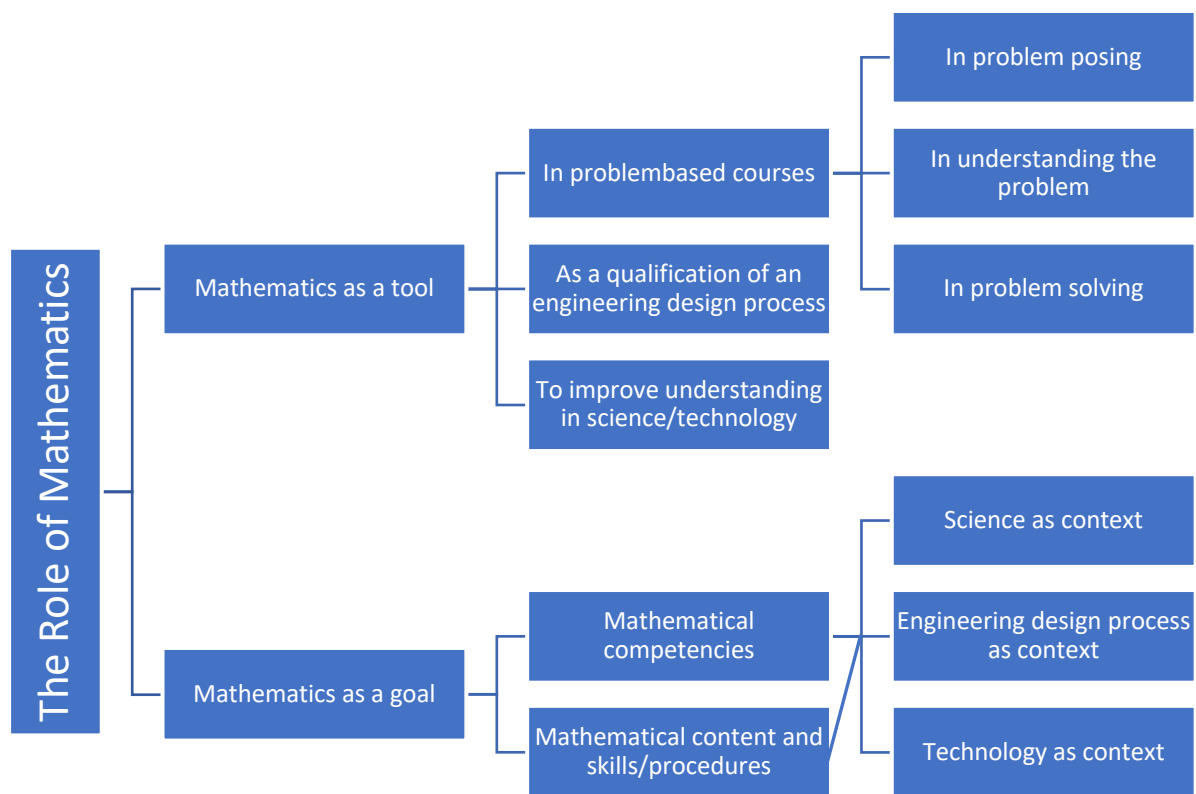 The Role of Mathematics
Mathematics as a tool
In problembased courses
In problem posing
In understanding the
problem
In problem solving
As a qualification of an
engineering design process
To improve understanding
in science/technology
Mathematics as a goal
Mathematical
competencies
Mathematical content and
skills/procedures
Science as context
Engineering design process
as context
Technology as context